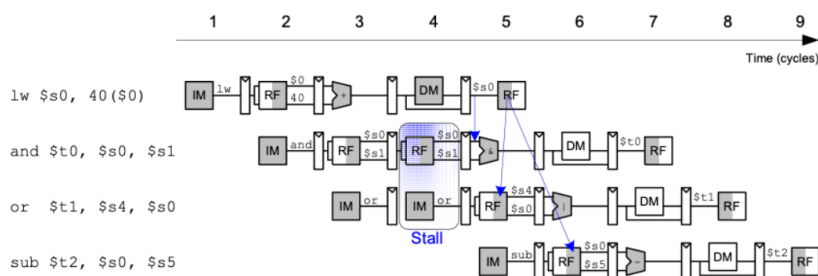 1 2 3 4 5 6 7 8 9
Time (cycles)
lw $s0, 40($0)
IM lw RF $0 40 + DM $s0 RF
and $t0, $s0, $s1
IM and RF $s0 $s1 RF $s0 $s1 & DM $t0 RF
or $t1, $s4, $s0
IM or IM or RF $s4 $s0 | DM $t1 RF
Stall
sub $t2, $s0, $s5
IM sub RF $s0 $s5 - DM $t2 RF